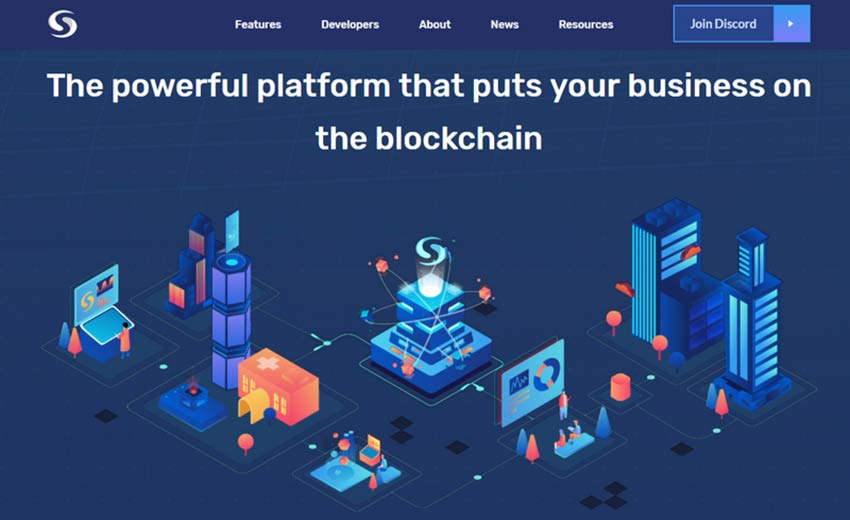 Features Developers About News Resources Join Discord
The powerful platform that puts your business on
the blockchain